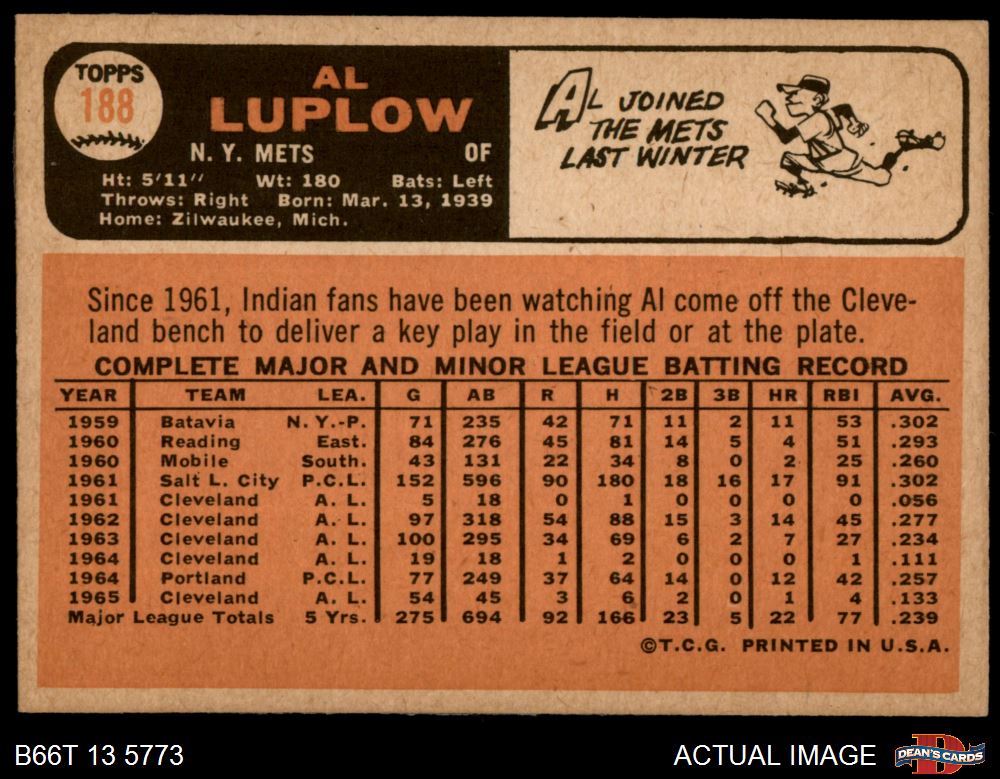 TOPPS
188
AL
LUPLOW
N. Y. METS OF
Ht: 5'11" Wt: 180 Bats: Left
Throws: Right Born: Mar. 13, 1939
Home: Zilwaukee, Mich.
AL JOINED
THE METS
LAST WINTER
Since 1961, Indian fans have been watching Al come off the Cleve-
land bench to deliver a key play in the field or at the plate.
COMPLETE MAJOR AND MINOR LEAGUE BATTING RECORD
YEAR TEAM LEA. G AB R H 2B 3B HR RBI AVG.
1959 Batavia N. Y.-P. 71 235 42 71 11 2 11 53 .302
1960 Reading East. 84 276 45 81 14 5 4 51 .293
1960 Mobile South. 43 131 22 34 8 0 2 25 .260
1961 Salt L. City P.C.L. 152 596 90 180 18 16 17 91 .302
1961 Cleveland A. L. 5 18 0 1 0 0 0 0 .056
1962 Cleveland A. L. 97 318 54 88 15 3 14 45 .277
1963 Cleveland A. L. 100 295 34 69 6 2 7 27 .234
1964 Cleveland A. L. 19 18 1 2 0 0 0 1 .111
1964 Portland P.C.L. 77 249 37 64 14 0 12 42 .257
1965 Cleveland A. L. 54 45 3 6 2 0 1 4 .133
Major League Totals 5 Yrs. 275 694 92 166 23 5 22 77 .239
©T.C.G. PRINTED IN U.S.A.
B66T 13 5773 ACTUAL IMAGE DEAN'S CARDS